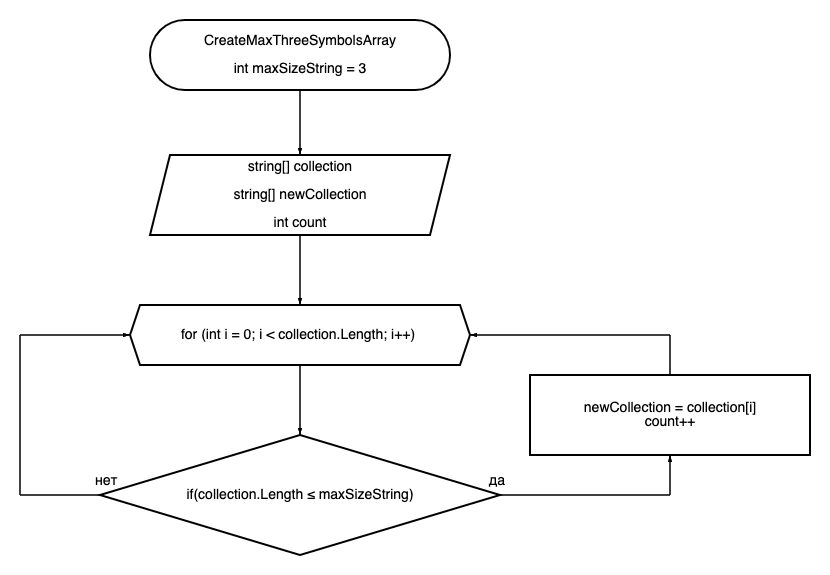 CreateMaxThreeSymbolsArray
int maxSizeString = 3
string[] collection
string[] newCollection
int count
for (int i = 0; i < collection.Length; i++)
newCollection = collection[i]
count++
нет
да
if(collection.Length ≤ maxSizeString)